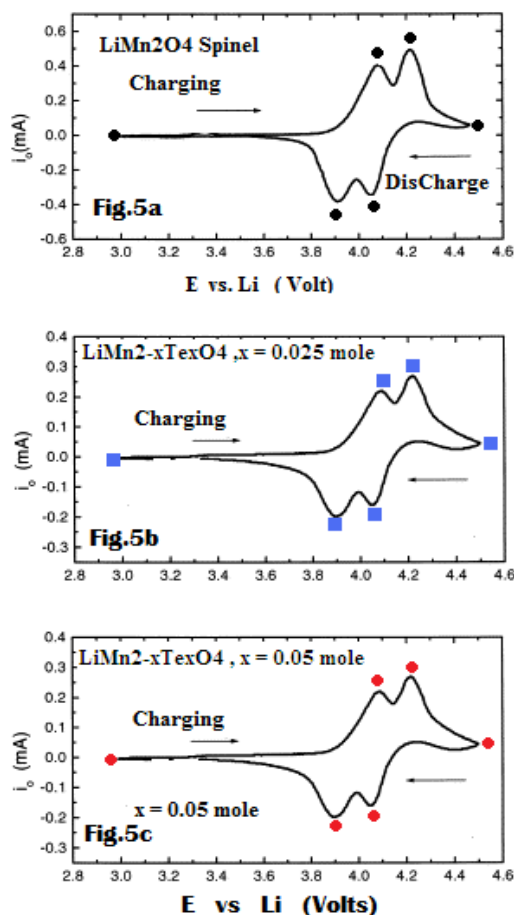 0.6
LiMn2O4 Spinel
0.4
Charging
0.2
0.0
-0.2
DisCharge
-0.4
Fig.5a
-0.6
iₒ(mA)
2.8 3.0 3.2 3.4 3.6 3.8 4.0 4.2 4.4 4.6
E vs. Li ( Volt)
0.4
LiMn2-xTexO4 ,x = 0.025 mole
0.3
0.2
Charging
0.1
0.0
-0.1
-0.2
-0.3
Fig.5b
iₒ (mA)
2.8 3.0 3.2 3.4 3.6 3.8 4.0 4.2 4.4 4.6
0.4
LiMn2-xTexO4 , x = 0.05 mole
0.3
0.2
Charging
0.1
0.0
-0.1
-0.2
x = 0.05 mole
-0.3
Fig.5c
iₒ (mA)
2.8 3.0 3.2 3.4 3.6 3.8 4.0 4.2 4.4 4.6
E vs Li (Volts)